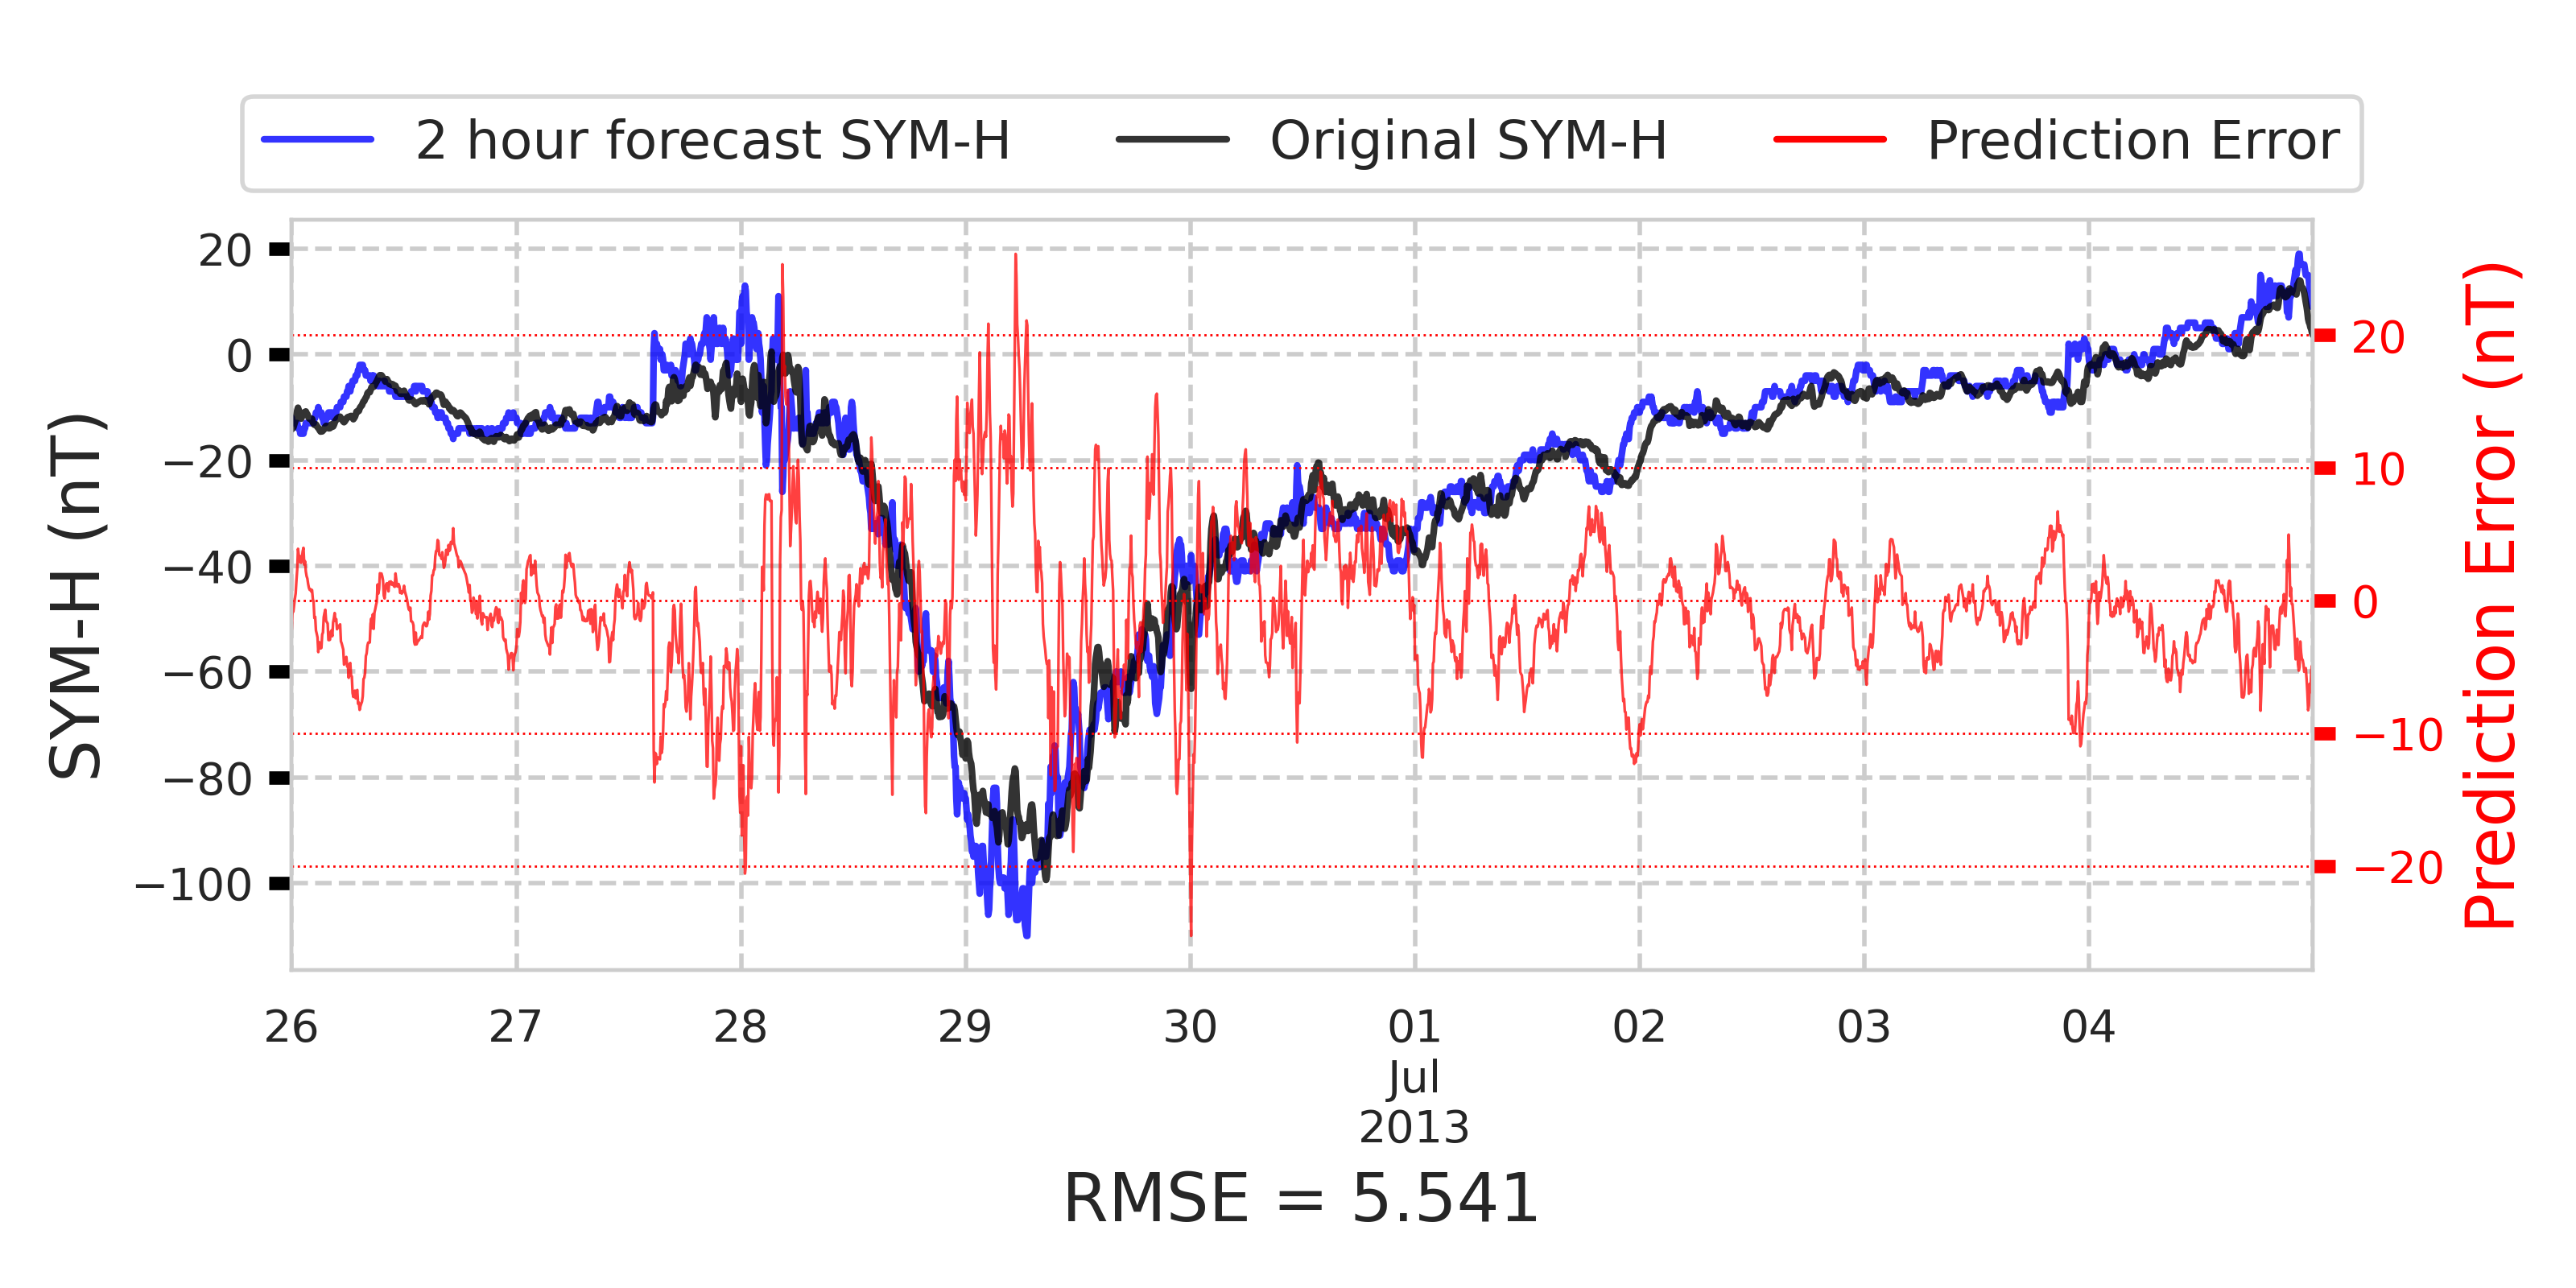 2 hour forecast SYM-H Original SYM-H Prediction Error
SYM-H (nT)
20
0
−20
−40
−60
−80
−100
20
10
0
−10
−20
Prediction Error (nT)
26 27 28 29 30 01 02 03 04
Jul
2013
RMSE = 5.541